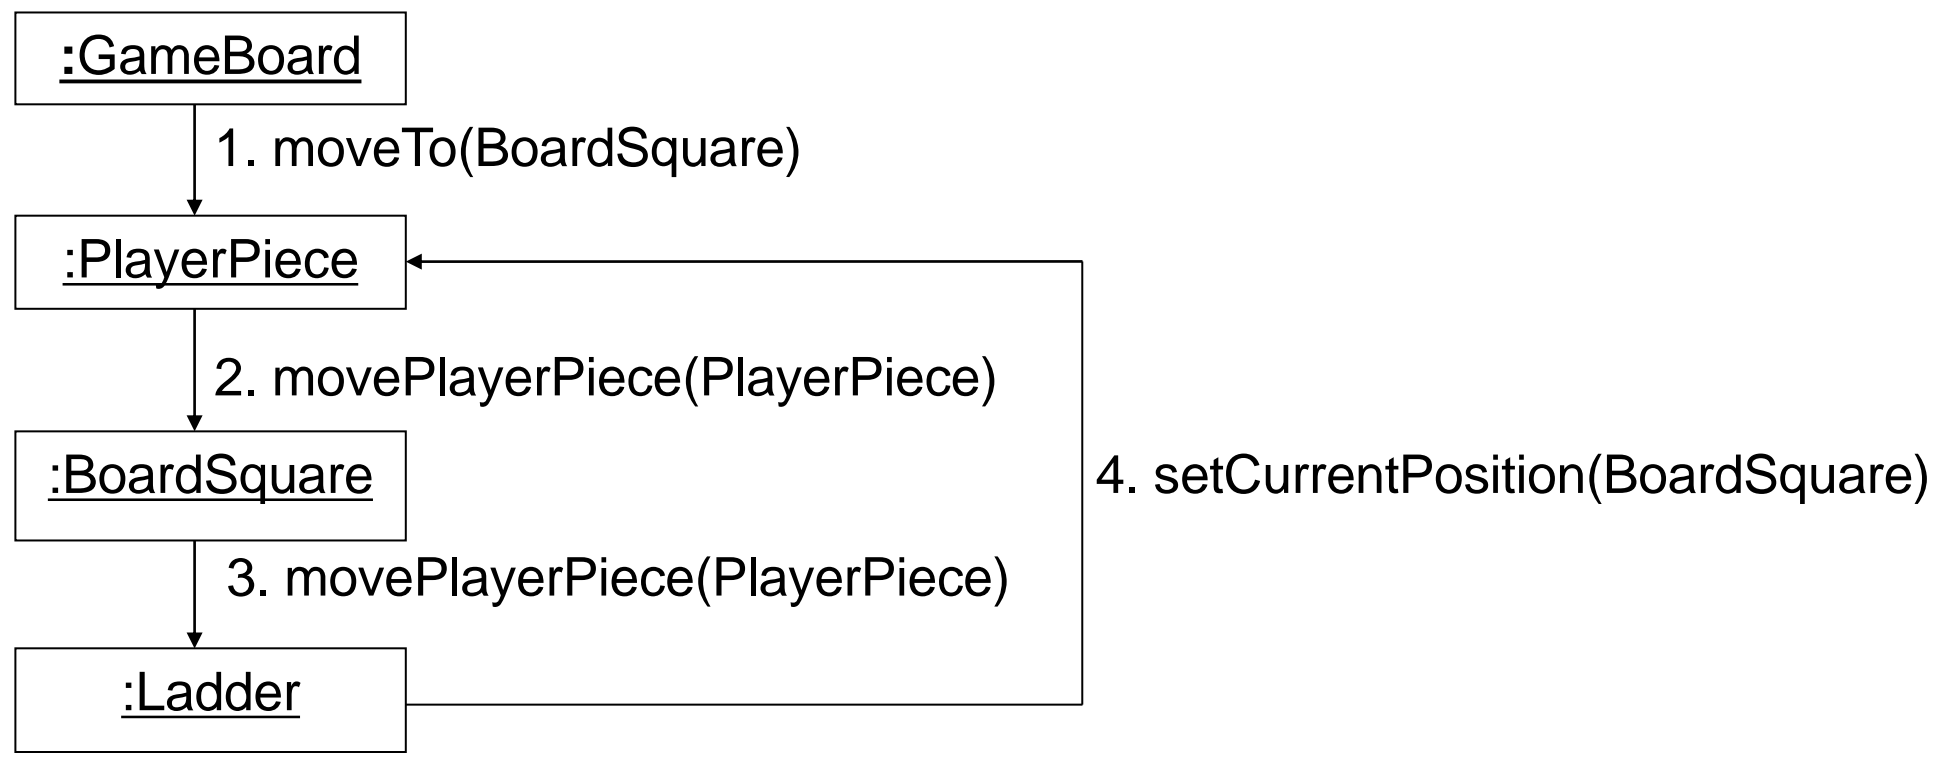 :GameBoard
1. moveTo(BoardSquare)
:PlayerPiece
2. movePlayerPiece(PlayerPiece)
:BoardSquare
4. setCurrentPosition(BoardSquare)
3. movePlayerPiece(PlayerPiece)
:Ladder